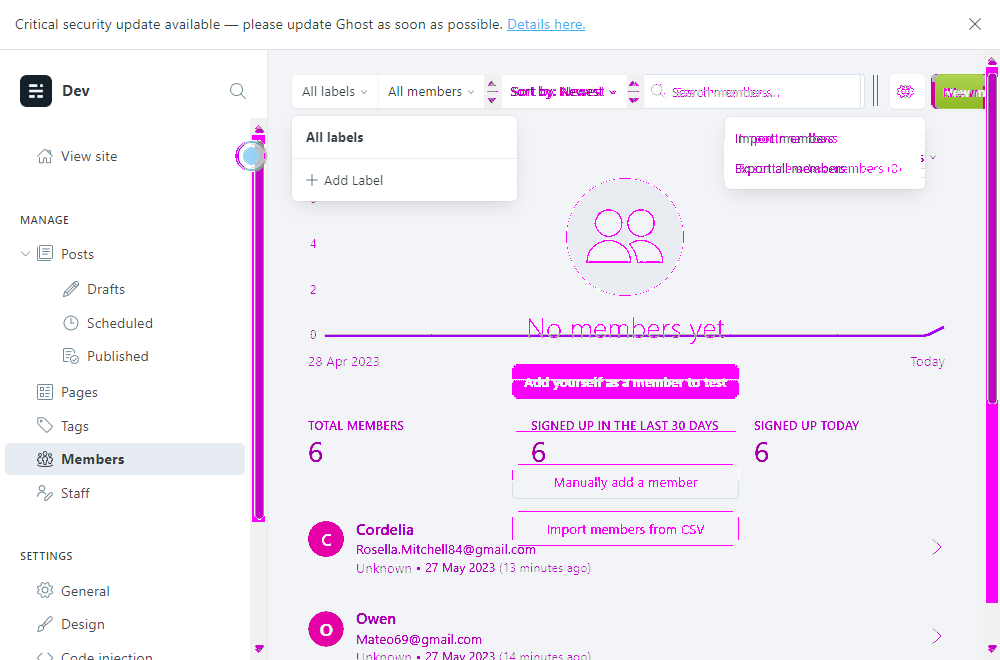 Critical security update available — please update Ghost as soon as possible. Details here.
Dev
All labels
All members
Sort by: Newest
View site
All labels
Add Label
Import members
Export all members
MANAGE
Posts
Drafts
Scheduled
Published
Pages
Tags
Members
Staff
SETTINGS
General
Design
Code injection
4
2
0
28 Apr 2023
Today
No members yet
Add yourself as a member to test
TOTAL MEMBERS
6
SIGNED UP IN THE LAST 30 DAYS
6
SIGNED UP TODAY
6
Manually add a member
Import members from CSV
C
Cordelia
Rosella.Mitchell84@gmail.com
Unknown • 27 May 2023 (13 minutes ago)
O
Owen
Mateo69@gmail.com
Unknown • 27 May 2023 (14 minutes ago)